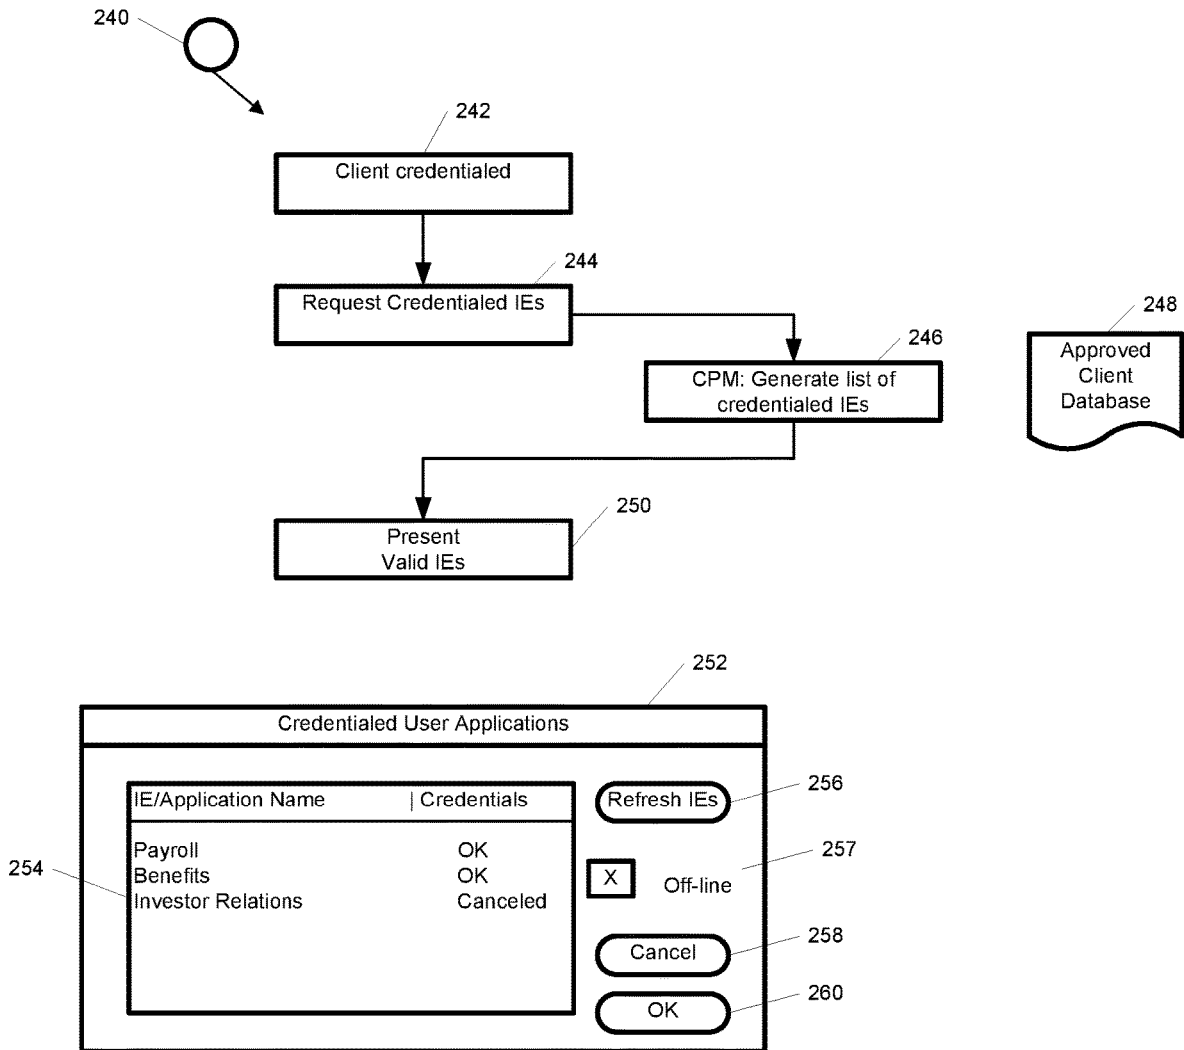 240
242
Client credentialed
244
Request Credentialed IEs
248
246
Approved
Client
Database
CPM: Generate list of
credentialed IEs
250
Present
Valid IEs
252
Credentialed User Applications
256
IE/Application Name | Credentials
Refresh IEs
257
254
Payroll OK
Benefits OK
Investor Relations Canceled
X Off-line
258
Cancel
260
OK